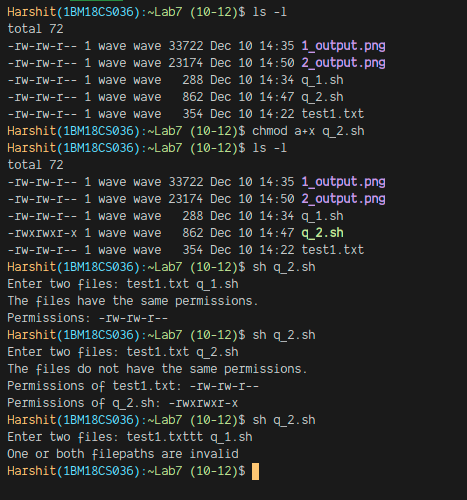 Harshit(1BM18CS036):~Lab7 (10-12)$ ls -l
total 72
-rw-rw-r-- 1 wave wave 33722 Dec 10 14:35 1_output.png
-rw-rw-r-- 1 wave wave 23174 Dec 10 14:50 2_output.png
-rw-rw-r-- 1 wave wave   288 Dec 10 14:34 q_1.sh
-rw-rw-r-- 1 wave wave   862 Dec 10 14:47 q_2.sh
-rw-rw-r-- 1 wave wave   354 Dec 10 14:22 test1.txt
Harshit(1BM18CS036):~Lab7 (10-12)$ chmod a+x q_2.sh
Harshit(1BM18CS036):~Lab7 (10-12)$ ls -l
total 72
-rw-rw-r-- 1 wave wave 33722 Dec 10 14:35 1_output.png
-rw-rw-r-- 1 wave wave 23174 Dec 10 14:50 2_output.png
-rw-rw-r-- 1 wave wave   288 Dec 10 14:34 q_1.sh
-rwxrwxr-x 1 wave wave   862 Dec 10 14:47 q_2.sh
-rw-rw-r-- 1 wave wave   354 Dec 10 14:22 test1.txt
Harshit(1BM18CS036):~Lab7 (10-12)$ sh q_2.sh
Enter two files: test1.txt q_1.sh
The files have the same permissions.
Permissions: -rw-rw-r--
Harshit(1BM18CS036):~Lab7 (10-12)$ sh q_2.sh
Enter two files: test1.txt q_2.sh
The files do not have the same permissions.
Permissions of test1.txt: -rw-rw-r--
Permissions of q_2.sh: -rwxrwxr-x
Harshit(1BM18CS036):~Lab7 (10-12)$ sh q_2.sh
Enter two files: test1.txttt q_1.sh
One or both filepaths are invalid
Harshit(1BM18CS036):~Lab7 (10-12)$